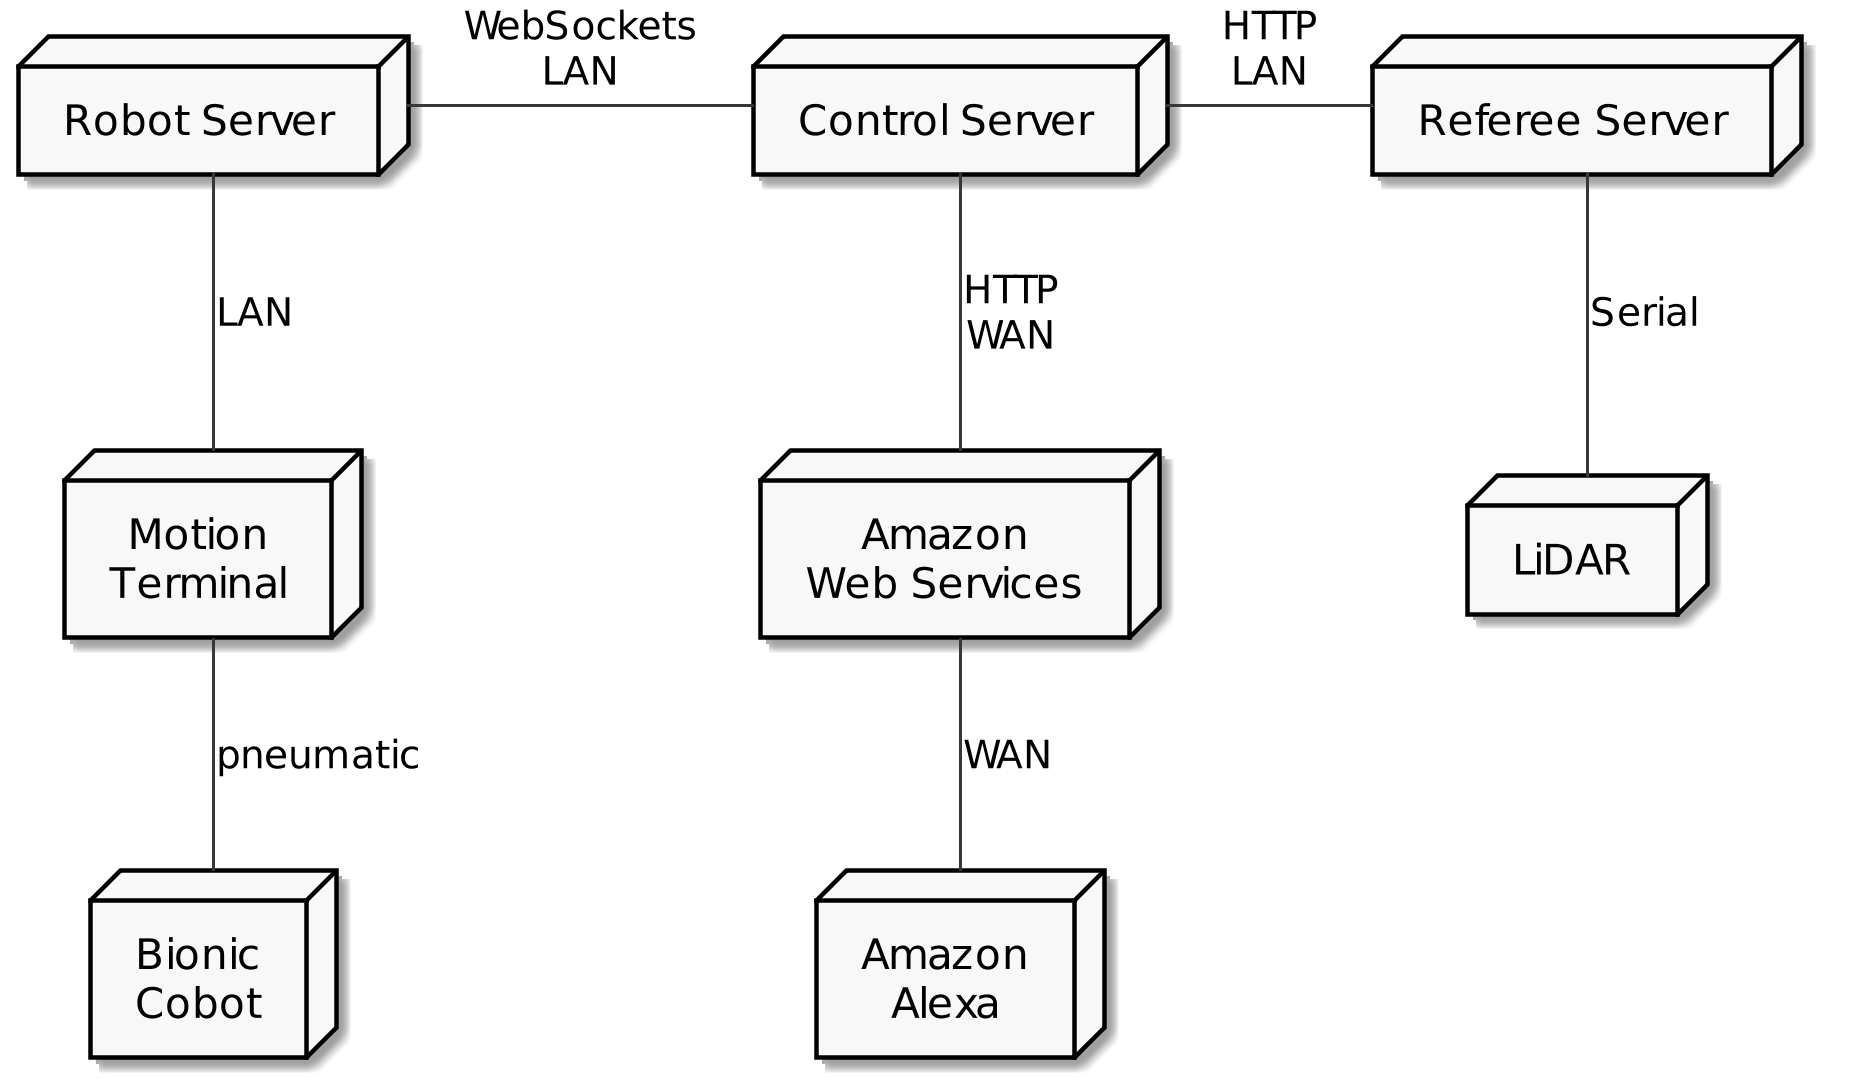 WebSockets
LAN
HTTP
LAN
Robot Server
Control Server
Referee Server
LAN
HTTP
WAN
Serial
Motion
Terminal
Amazon
Web Services
LiDAR
pneumatic
WAN
Bionic
Cobot
Amazon
Alexa